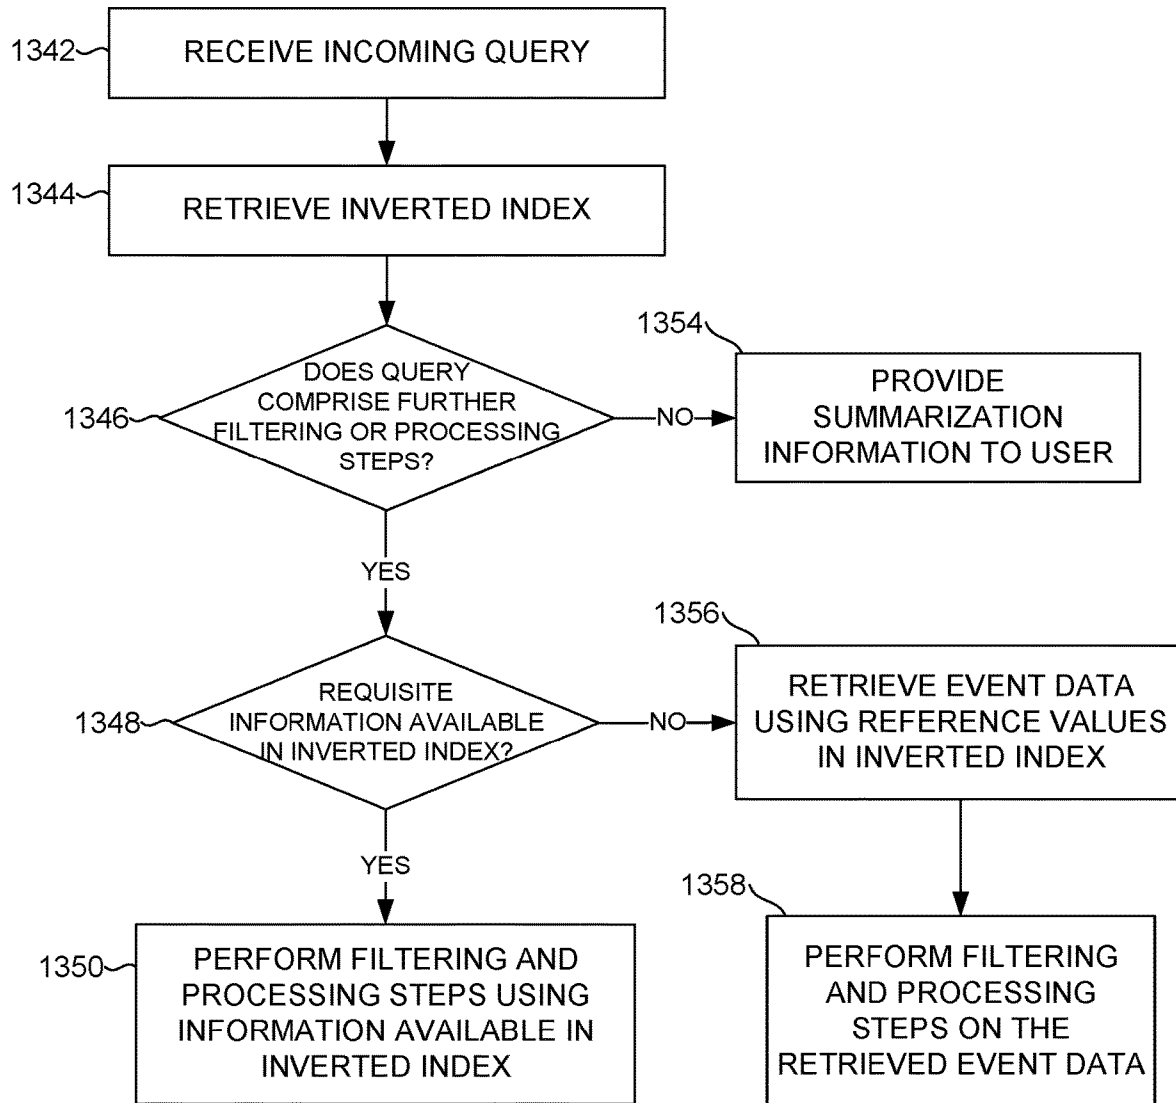 1342
RECEIVE INCOMING QUERY
1344
RETRIEVE INVERTED INDEX
1346
DOES QUERY
COMPRISE FURTHER
FILTERING OR PROCESSING
STEPS?
NO
1354
PROVIDE
SUMMARIZATION
INFORMATION TO USER
YES
1348
REQUISITE
INFORMATION AVAILABLE
IN INVERTED INDEX?
NO
1356
RETRIEVE EVENT DATA
USING REFERENCE VALUES
IN INVERTED INDEX
YES
1350
PERFORM FILTERING AND
PROCESSING STEPS USING
INFORMATION AVAILABLE IN
INVERTED INDEX
1358
PERFORM FILTERING
AND PROCESSING
STEPS ON THE
RETRIEVED EVENT DATA